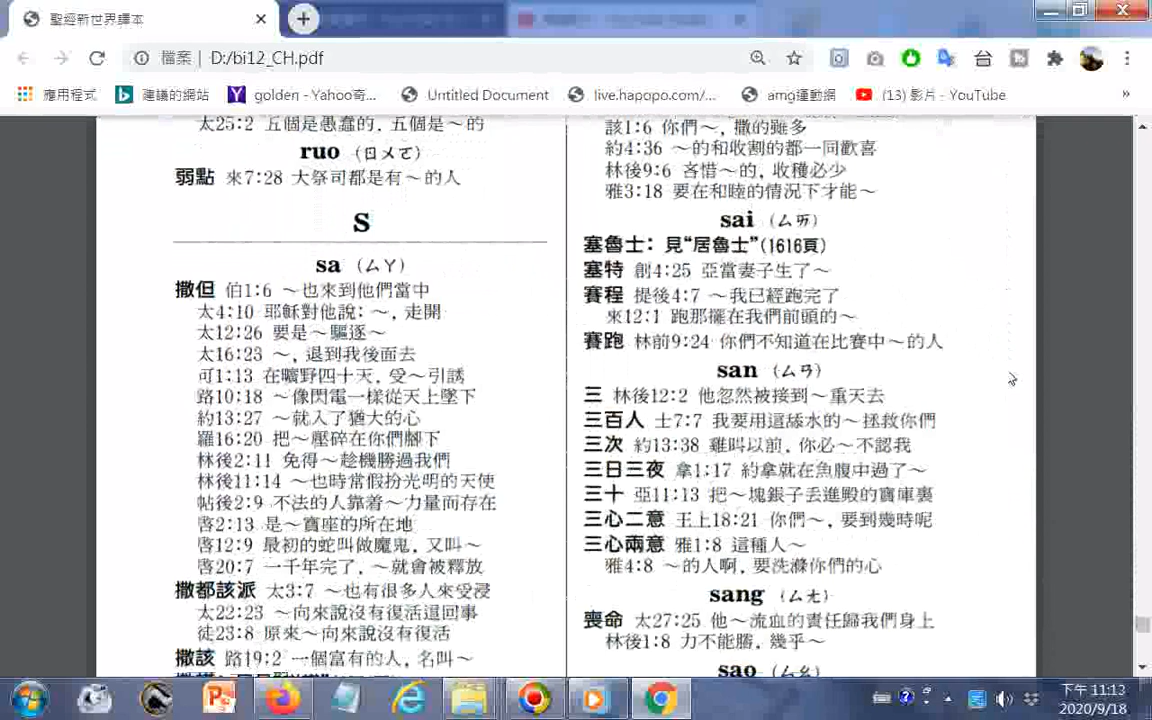 聖經新世界譯本
檔案 | D:/bi12_CH.pdf
應用程式
建議的網站
golden - Yahoo奇...
Untitled Document
live.hapopo.com/...
amg運動網
(13) 影片 - YouTube
»
太25:2 五個是愚蠢的, 五個是～的
ruo (ㄖㄨㄛ)
弱點 來7:28 大祭司都是有～的人
S
sa (ㄙㄚ)
撒但 伯1:6 ～也來到他們當中
太4:10 耶穌對他說: ～, 走開
太12:26 要是～驅逐～
太16:23 ～, 退到我後面去
可1:13 在曠野四十天, 受～引誘
路10:18 ～像閃電一樣從天上墜下
約13:27 ～就入了猶大的心
羅16:20 把～壓碎在你們腳下
林後2:11 免得～趁機勝過我們
林後11:14 ～也時常假扮光明的天使
帖後2:9 不法的人靠着～力量而存在
啓2:13 是～寶座的所在地
啓12:9 最初的蛇叫做魔鬼, 又叫～
啓20:7 一千年完了, ～就會被釋放
撒都該派 太3:7 ～也有很多人來受浸
太22:23 ～向來說沒有復活這回事
徒23:8 原來～向來說沒有復活
撒該 路19:2 一個富有的人, 名叫～
該1:6 你們～, 撒的雖多
約4:36 ～的和收割的都一同歡喜
林後9:6 吝惜～的, 收穫必少
雅3:18 要在和睦的情況下才能～
sai (ㄙㄞ)
塞魯士: 見“居魯士”(1616頁)
塞特 創4:25 亞當妻子生了～
賽程 提後4:7 ～我已經跑完了
來12:1 跑那擺在我們前頭的～
賽跑 林前9:24 你們不知道在比賽中～的人
san (ㄙㄢ)
三 林後12:2 他忽然被接到～重天去
三百人 士7:7 我要用這舔水的～拯救你們
三次 約13:38 雞叫以前, 你必～不認我
三日三夜 拿1:17 約拿就在魚腹中過了～
三十 亞11:13 把～塊銀子丟進殿的寶庫裏
三心二意 王上18:21 你們～, 要到幾時呢
三心兩意 雅1:8 這種人～
雅4:8 ～的人啊, 要洗滌你們的心
sang (ㄙㄤ)
喪命 太27:25 他～流血的責任歸我們身上
林後1:8 力不能勝, 幾乎～
sao (ㄙㄠ)
下午 11:13
2020/9/18